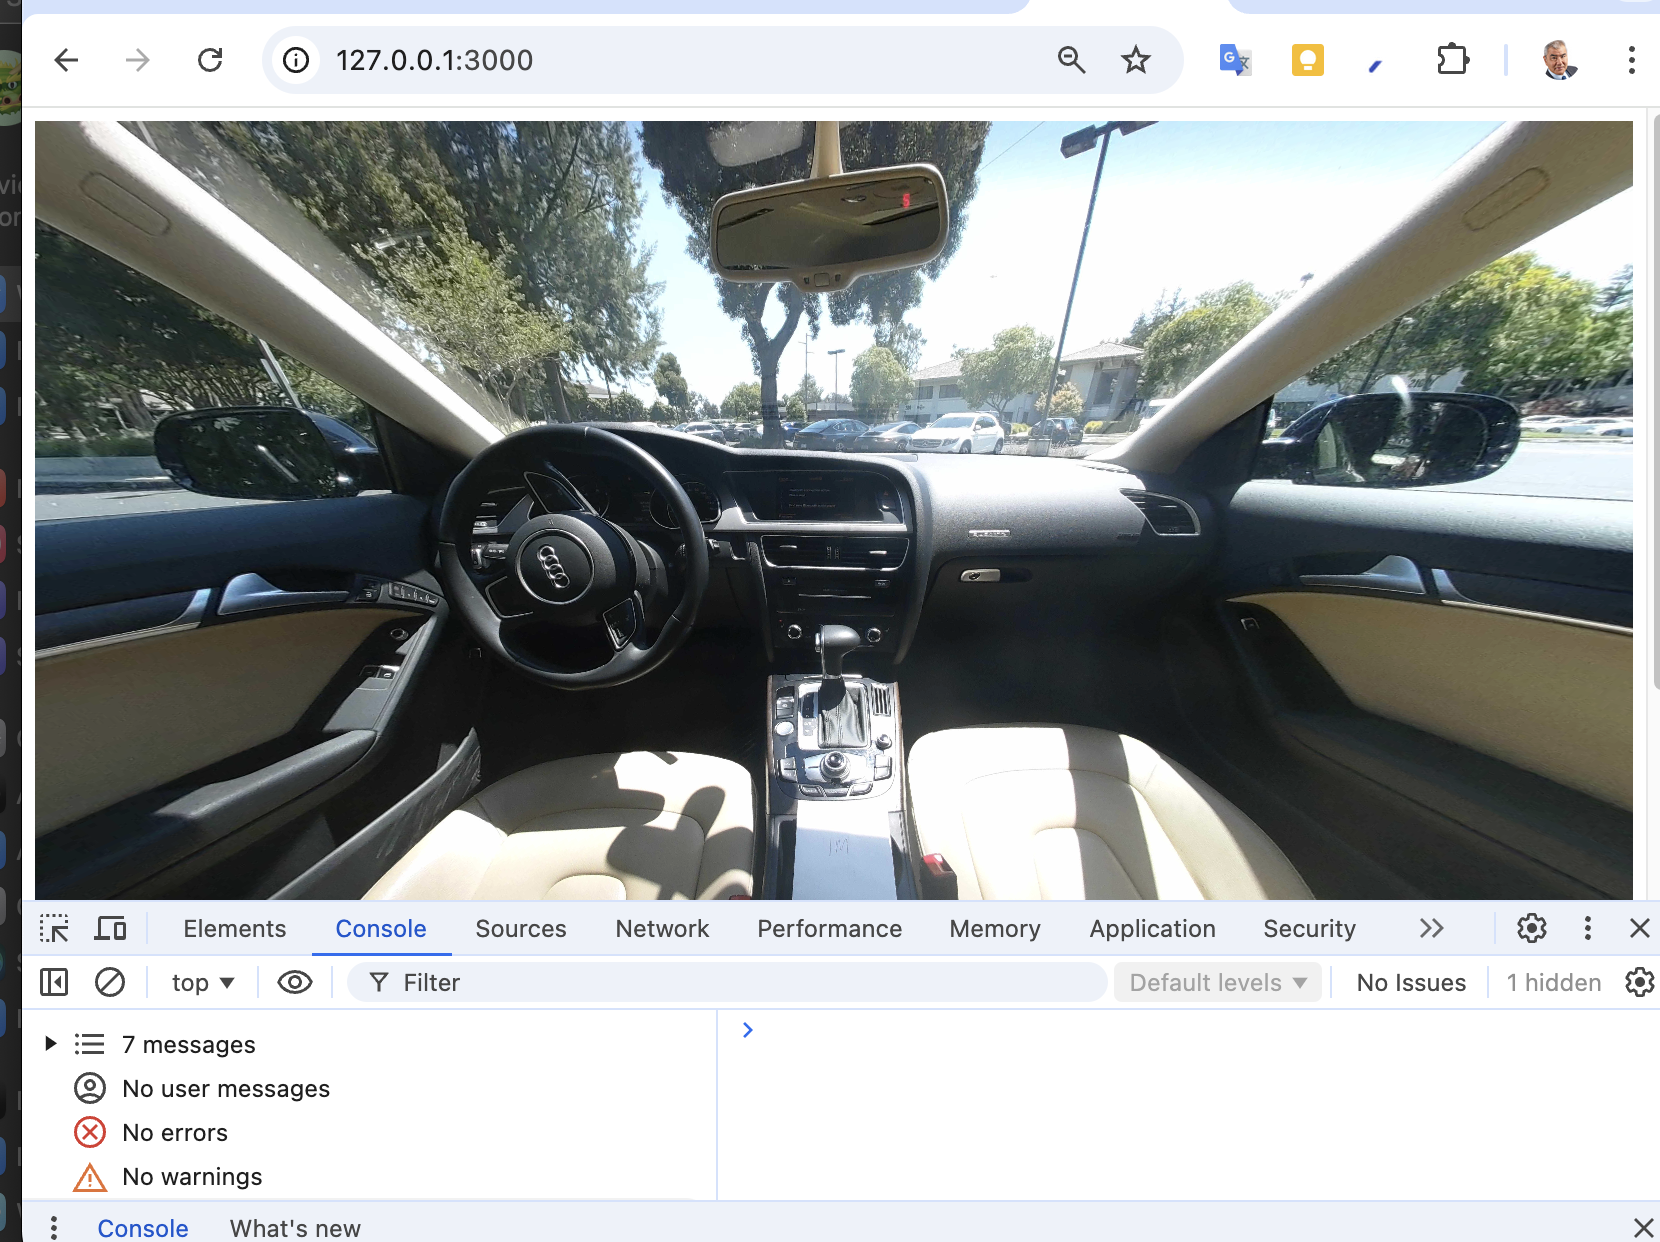 127.0.0.1:3000
JM
Elements Console Sources Network Performance Memory Application Security
top Filter Default levels No Issues 1 hidden
7 messages
No user messages
No errors
No warnings
Console What's new